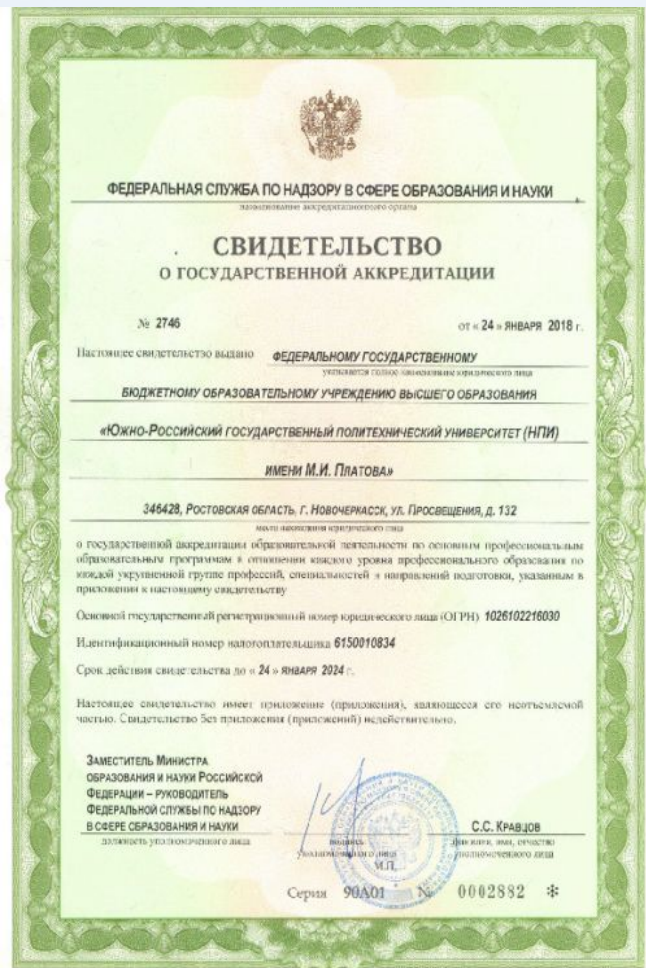 ФЕДЕРАЛЬНАЯ СЛУЖБА ПО НАДЗОРУ В СФЕРЕ ОБРАЗОВАНИЯ И НАУКИ
наименование аккредитационного органа
СВИДЕТЕЛЬСТВО
О ГОСУДАРСТВЕННОЙ АККРЕДИТАЦИИ
№ 2746 от « 24 » ЯНВАРЯ 2018 г.
Настоящее свидетельство выдано ФЕДЕРАЛЬНОМУ ГОСУДАРСТВЕННОМУ
указывается полное наименование юридического лица
БЮДЖЕТНОМУ ОБРАЗОВАТЕЛЬНОМУ УЧРЕЖДЕНИЮ ВЫСШЕГО ОБРАЗОВАНИЯ
«ЮЖНО-РОССИЙСКИЙ ГОСУДАРСТВЕННЫЙ ПОЛИТЕХНИЧЕСКИЙ УНИВЕРСИТЕТ (НПИ)
ИМЕНИ М.И. ПЛАТОВА»
346428, РОСТОВСКАЯ ОБЛАСТЬ, Г. НОВОЧЕРКАССК, УЛ. ПРОСВЕЩЕНИЯ, Д. 132
место нахождения юридического лица
о государственной аккредитации образовательной деятельности по основным профессиональным
образовательным программам в отношении каждого уровня профессионального образования по
каждой укрупненной группе профессий, специальностей и направлений подготовки, указанным в
приложении к настоящему свидетельству
Основной государственный регистрационный номер юридического лица (ОГРН) 1026102216030
Идентификационный номер налогоплательщика 6150010834
Срок действия свидетельства до « 24 » ЯНВАРЯ 2024 г.
Настоящее свидетельство имеет приложение (приложения), являющееся его неотъемлемой
частью. Свидетельство без приложения (приложений) недействительно.
ЗАМЕСТИТЕЛЬ МИНИСТРА
ОБРАЗОВАНИЯ И НАУКИ РОССИЙСКОЙ
ФЕДЕРАЦИИ – РУКОВОДИТЕЛЬ
ФЕДЕРАЛЬНОЙ СЛУЖБЫ ПО НАДЗОРУ
В СФЕРЕ ОБРАЗОВАНИЯ И НАУКИ С.С. КРАВЦОВ
должность уполномоченного лица
подпись
уполномоченного лица
фамилия, имя, отчество
уполномоченного лица
М.П.
Серия 90А01 № 0002882 *